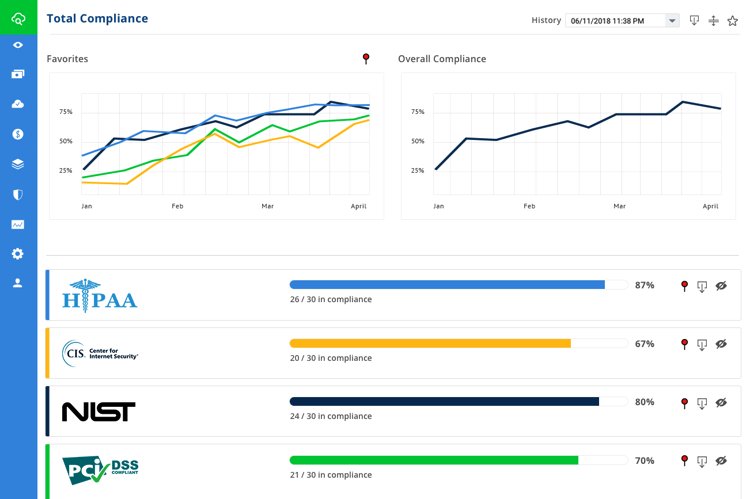 Total Compliance
History 06/11/2018 11:38 PM
Favorites
Overall Compliance
75%
50%
25%
Jan Feb Mar April
75%
50%
25%
Jan Feb Mar April
HIPAA
87%
26 / 30 in compliance
CIS. Center for
Internet Security®
67%
20 / 30 in compliance
NIST
80%
24 / 30 in compliance
PCi DSS
COMPLIANT
70%
21 / 30 in compliance